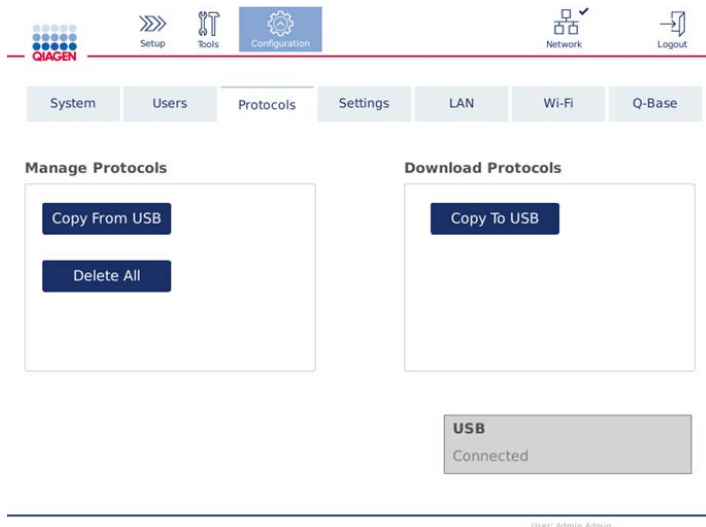 QIAGEN
Setup
Tools
Configuration
Network
Logout
System
Users
Protocols
Settings
LAN
Wi-Fi
Q-Base
Manage Protocols
Download Protocols
Copy From USB
Copy To USB
Delete All
USB
Connected
User: Admin Admin